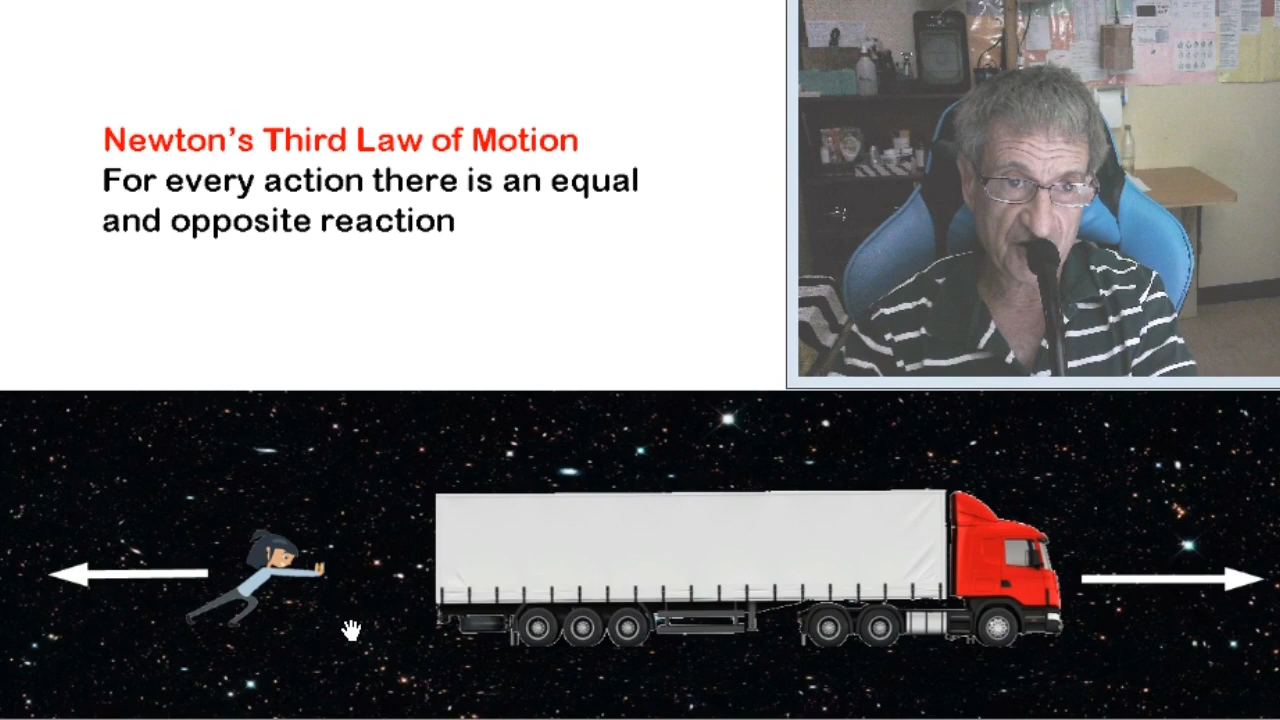 Newton's Third Law of Motion
For every action there is an equal
and opposite reaction